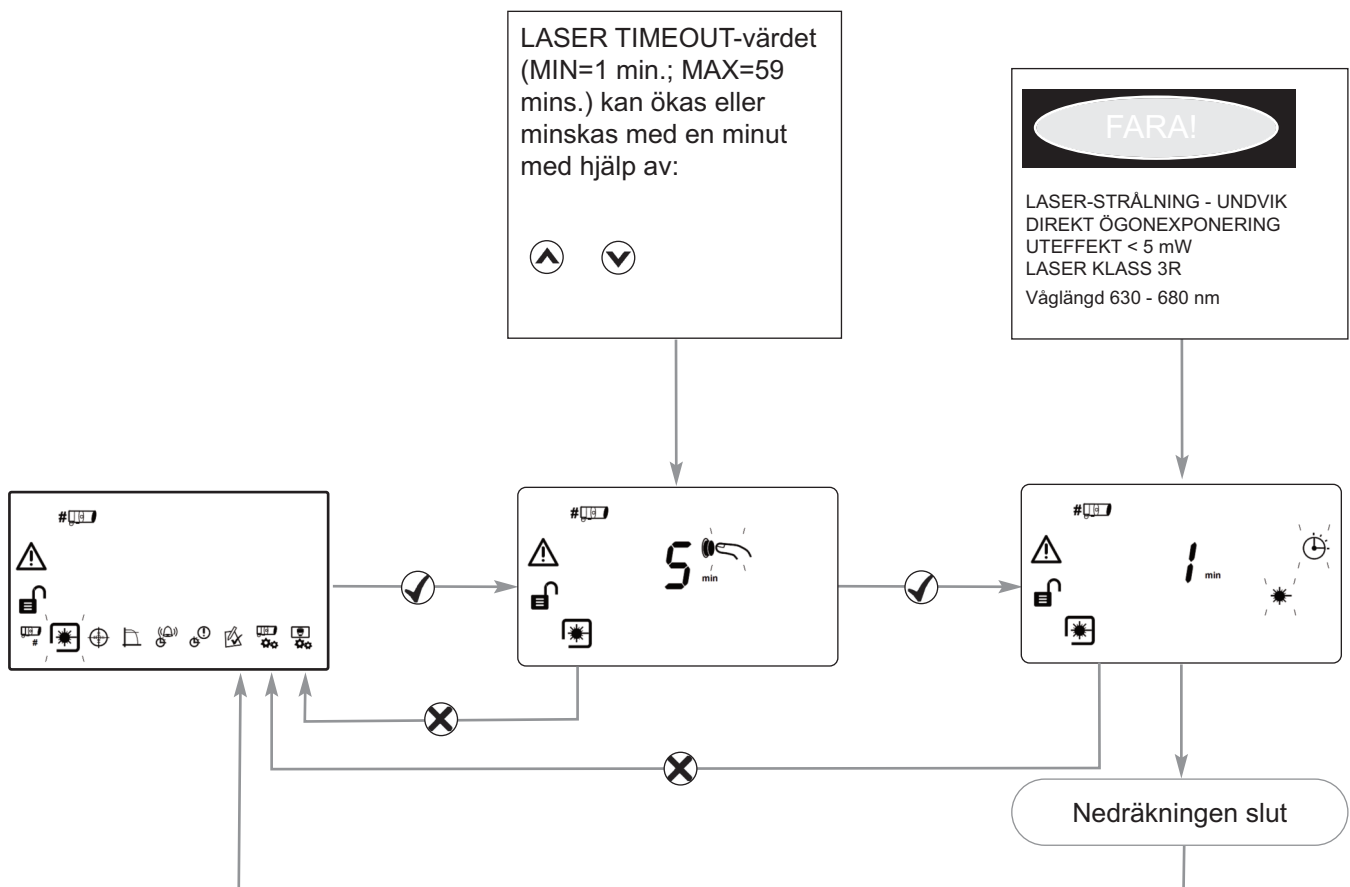 LASER TIMEOUT-värdet
(MIN=1 min.; MAX=59
mins.) kan ökas eller
minskas med en minut
med hjälp av:
FARA!
LASER-STRÅLNING - UNDVIK
DIREKT ÖGONEXPONERING
UTEFFEKT < 5 mW
LASER KLASS 3R
Våglängd 630 - 680 nm
#
#
#
5 min
1 min
#
Nedräkningen slut